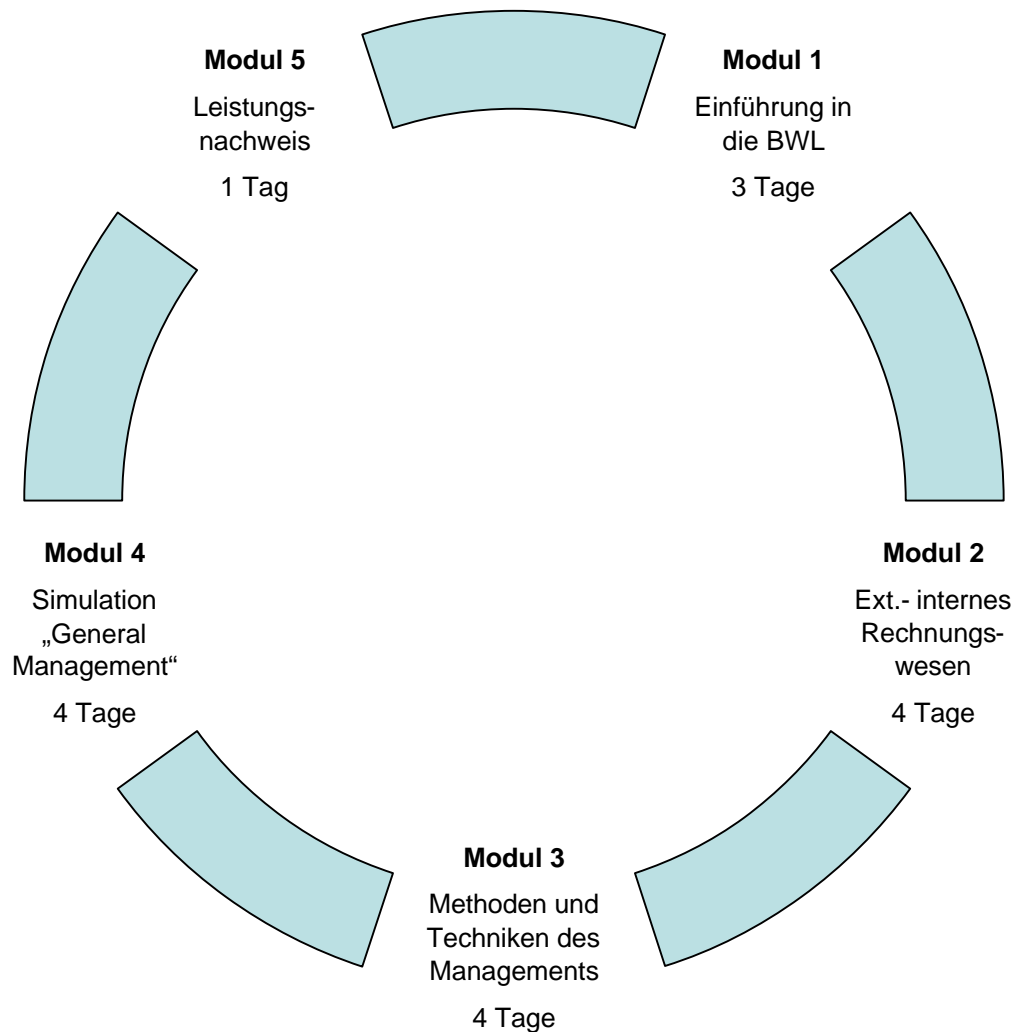 Modul 1
Einführung in
die BWL
3 Tage
Modul 2
Ext.- internes
Rechnungs-
wesen
4 Tage
Modul 3
Methoden und
Techniken des
Managements
4 Tage
Modul 4
Simulation
„General
Management“
4 Tage
Modul 5
Leistungs-
nachweis
1 Tag